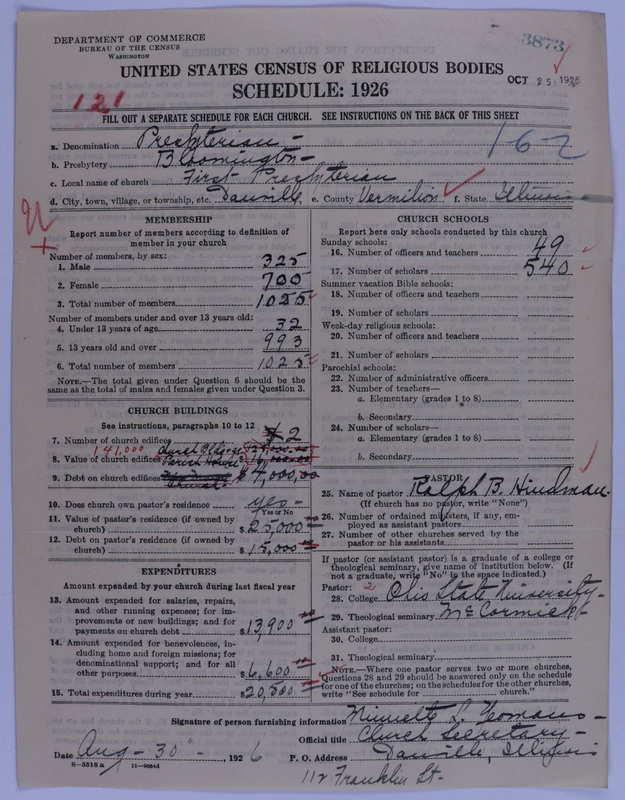 DEPARTMENT OF COMMERCE
BUREAU OF THE CENSUS
WASHINGTON
3873
UNITED STATES CENSUS OF RELIGIOUS BODIES
SCHEDULE: 1926
OCT 25 1926
121
FILL OUT A SEPARATE SCHEDULE FOR EACH CHURCH. SEE INSTRUCTIONS ON THE BACK OF THIS SHEET
162
a. Denomination Presbyterian
b. Presbytery Bloomington
c. Local name of church First Presbyterian
d. City, town, village, or township, etc. Danville, e. County Vermilion f. State Illinois
MEMBERSHIP
Report number of members according to definition of member in your church
Number of members, by sex:
1. Male 325
2. Female 700
3. Total number of members 1025
Number of members under and over 13 years old:
4. Under 13 years of age 32
5. 13 years old and over 993
6. Total number of members 1025
NOTE.—The total given under Question 6 should be the
same as the total of males and females given under Question 3.
CHURCH BUILDINGS
See instructions, paragraphs 10 to 12
7. Number of church edifices 2
141,000 Church Bldg.
8. Value of church edifices Parish House $
9. Debt on church edifices $ 7,000,00
10. Does church own pastor's residence yes
Yes or No
11. Value of pastor's residence (if owned by
church) $ 25,000
12. Debt on pastor's residence (if owned by
church) $ 15,000
EXPENDITURES
Amount expended by your church during last fiscal year
13. Amount expended for salaries, repairs,
and other running expenses; for im-
provements or new buildings; and for
payments on church debt $ 13,900
14. Amount expended for benevolences, in-
cluding home and foreign missions; for
denominational support; and for all
other purposes $ 6,600
15. Total expenditures during year $ 20,500
CHURCH SCHOOLS
Report here only schools conducted by this church
Sunday schools:
16. Number of officers and teachers 49
17. Number of scholars 540
Summer vacation Bible schools:
18. Number of officers and teachers
19. Number of scholars
Week-day religious schools:
20. Number of officers and teachers
21. Number of scholars
Parochial schools:
22. Number of administrative officers
23. Number of teachers—
a. Elementary (grades 1 to 8)
b. Secondary
24. Number of scholars—
a. Elementary (grades 1 to 8)
b. Secondary
PASTOR
25. Name of pastor Ralph B. Hindman
(If church has no pastor, write "None")
26. Number of ordained ministers, if any, em-
ployed as assistant pastors
27. Number of other churches served by the
pastor or his assistants
If pastor (or assistant pastor) is a graduate of a college or
theological seminary, give name of institution below. (If
not a graduate, write "No" in the space indicated.)
Pastor: 2
28. College Ohio State University
29. Theological seminary McCormick
Assistant pastor:
30. College
31. Theological seminary
NOTE.—Where one pastor serves two or more churches,
Questions 28 and 29 should be answered only on the schedule
for one of the churches; on the schedules for the other churches,
write "See schedule for church."
Signature of person furnishing information L. Yeomans
Official title Church Secretary
Date Aug - 30 - 1926 P. O. Address Danville, Illinois
112 Franklin St.
8-5518a 11-9364d